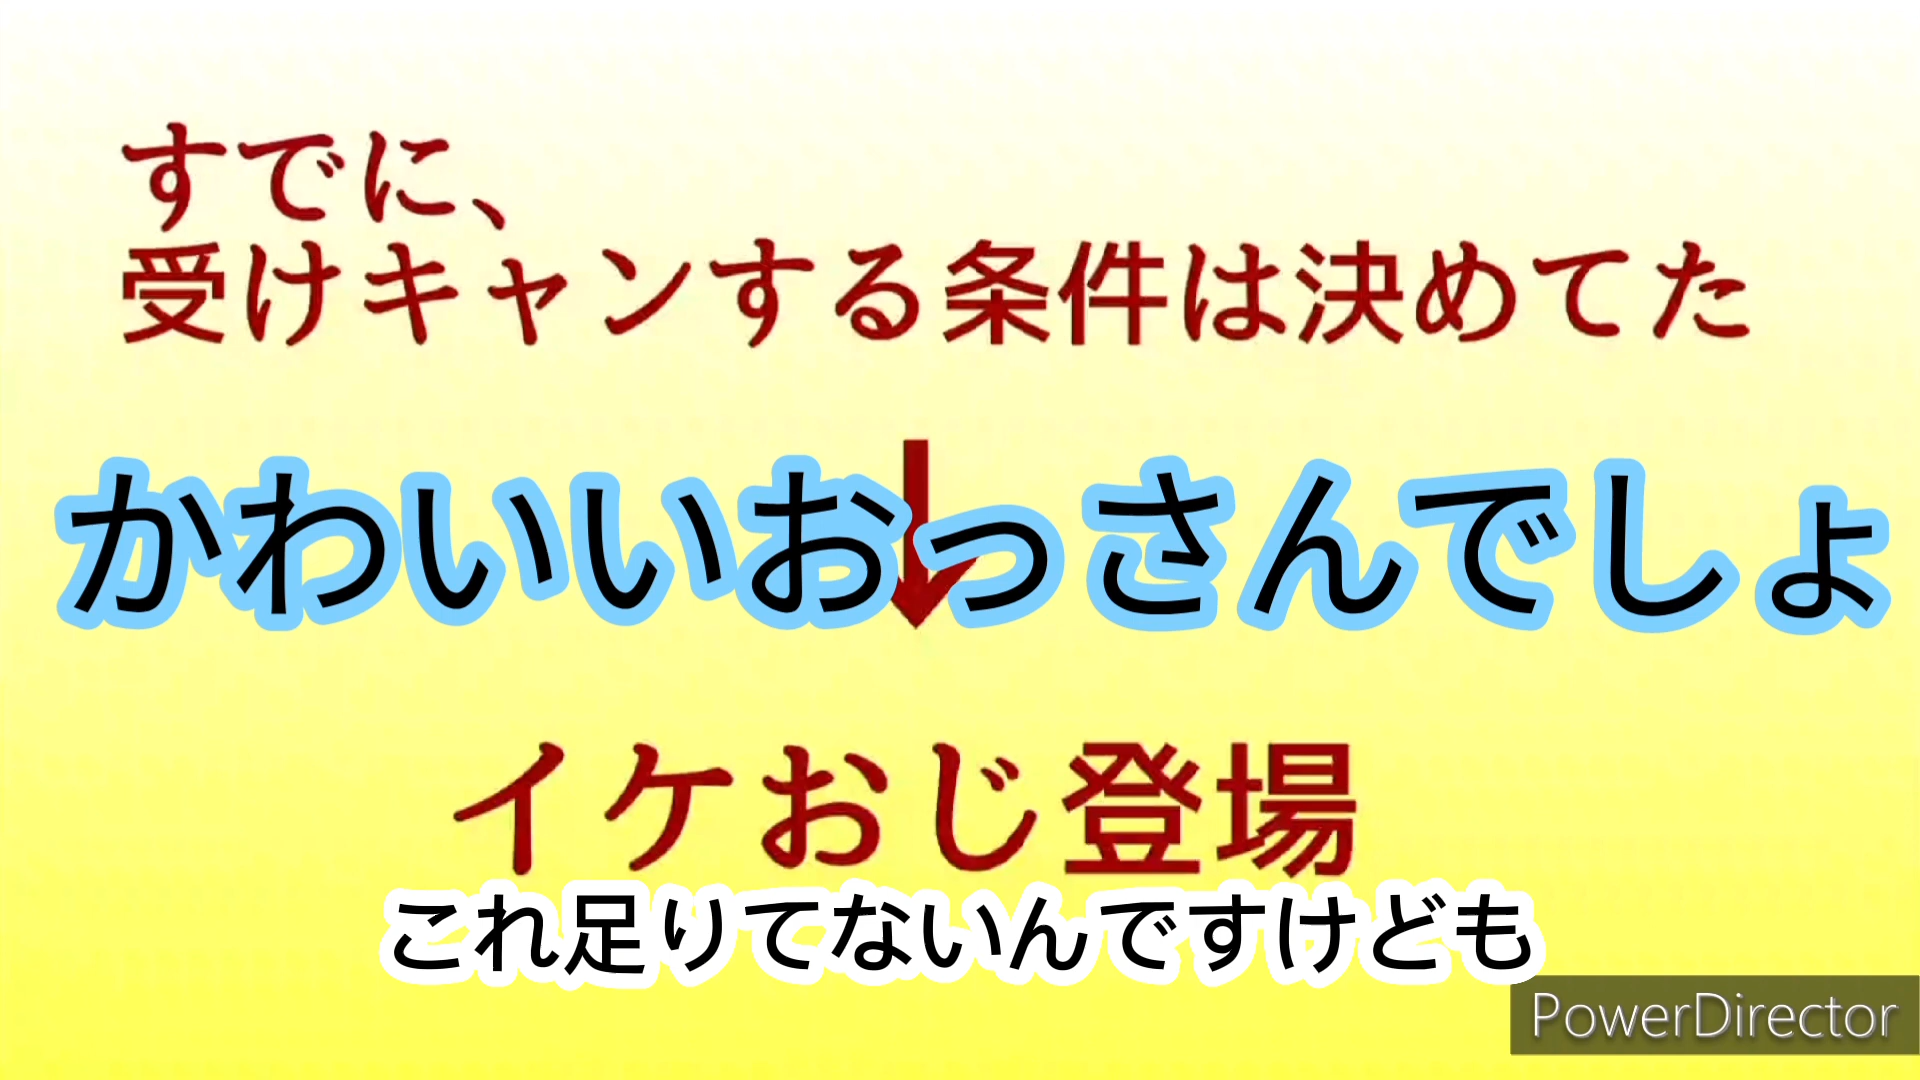 すでに、
受けキャンする条件は決めてた
かわいいおっさんでしょ
イケおじ登場
これ足りてないんですけども
PowerDirector